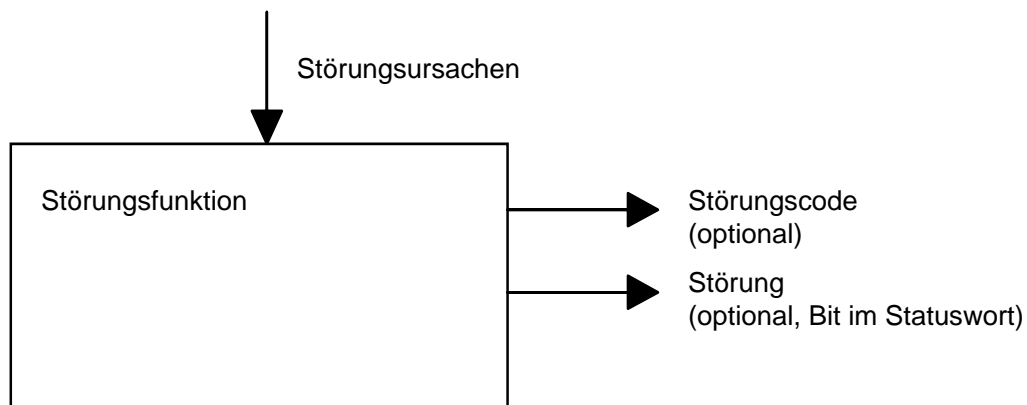 Störungsursachen
Störungsfunktion
Störungscode
(optional)
Störung
(optional, Bit im Statuswort)